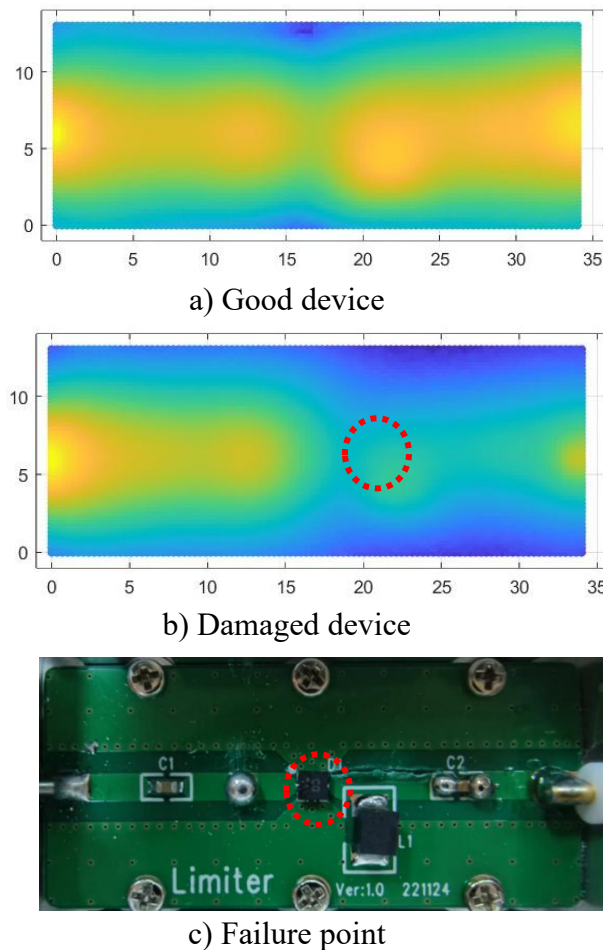 10
5
0
0 5 10 15 20 25 30 35
a) Good device
10
5
0
0 5 10 15 20 25 30 35
b) Damaged device
C1 D C2
L1
Limiter Ver:1.0 221124
c) Failure point